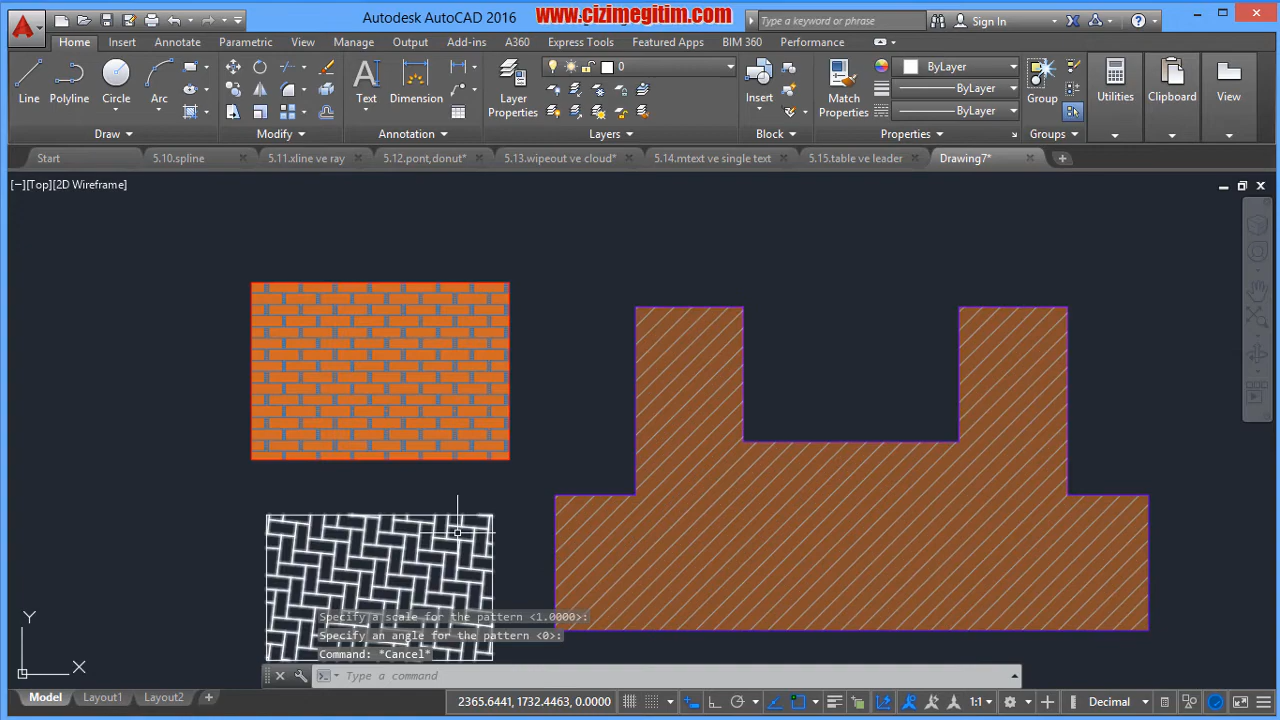 Autodesk AutoCAD 2016
www.cizimegitim.com
Type a keyword or phrase
Sign In
Home Insert Annotate Parametric View Manage Output Add-ins A360 Express Tools Featured Apps BIM 360 Performance
0
ByLayer
ByLayer
ByLayer
Line Polyline Circle Arc
Text Dimension
Layer Properties
Insert
Match Properties
Group
Utilities
Clipboard
View
Draw Modify Annotation Layers Block Properties Groups
Start 5.10.spline 5.11.xline ve ray 5.12.pont,donut* 5.13.wipeout ve cloud* 5.14.mtext ve single text 5.15.table ve leader Drawing7*
[−][Top][2D Wireframe]
Specify a scale for the pattern <1.0000>:
Specify an angle for the pattern <0>:
Command: *Cancel*
Y
X
Type a command
Model Layout1 Layout2 +
2365.6441, 1732.4463, 0.0000
1:1
Decimal